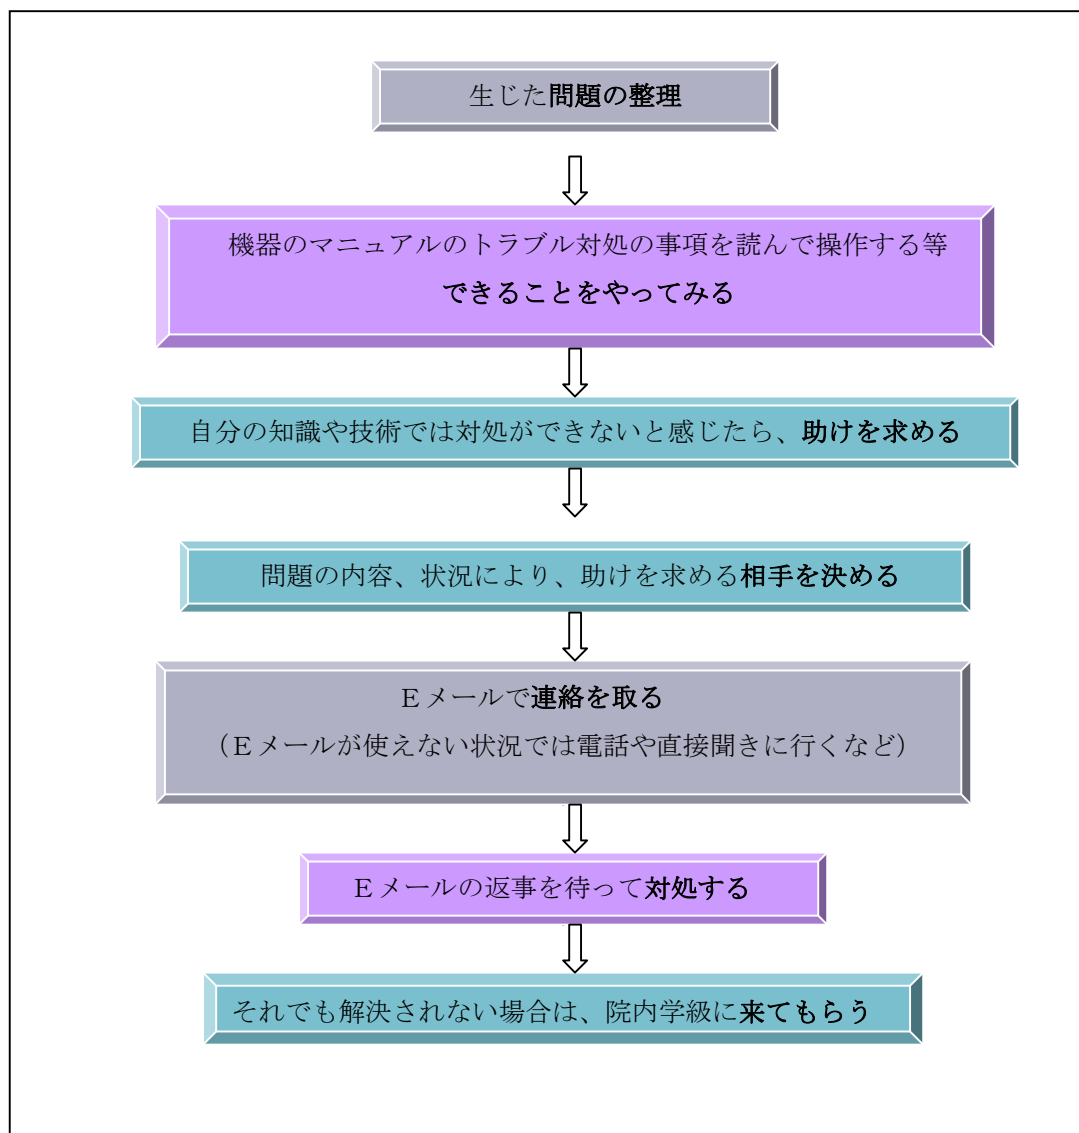 生じた問題の整理
機器のマニュアルのトラブル対処の事項を読んで操作する等
できることをやってみる
自分の知識や技術では対処ができないと感じたら、助けを求める
問題の内容、状況により、助けを求める相手を決める
Ｅメールで連絡を取る
（Ｅメールが使えない状況では電話や直接聞きに行くなど）
Ｅメールの返事を待って対処する
それでも解決されない場合は、院内学級に来てもらう